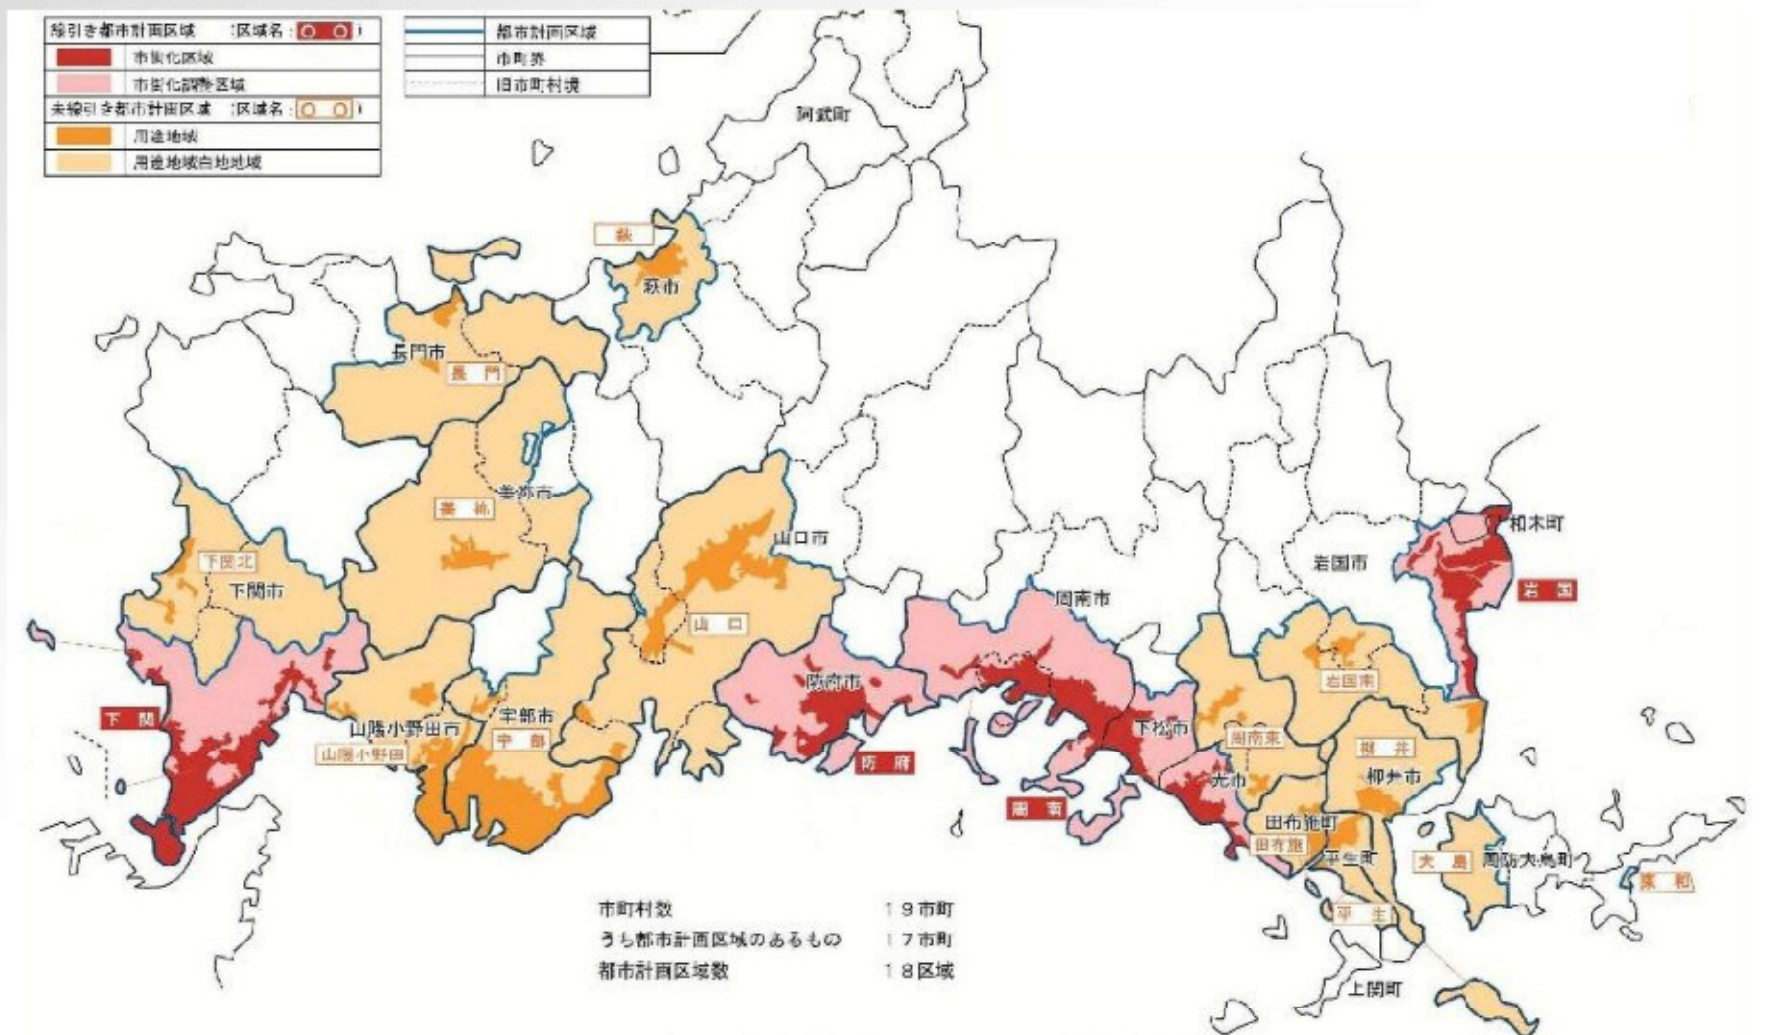 線引き都市計画区域 (区域名:○ ○)
市街化区域
市街化調整区域
未線引き都市計画区域 (区域名:○ ○)
用途地域
用途地域白地地域
都市計画区域
市町界
旧市町村境
阿武町
萩
萩市
長門市
長 門
美祢市
美 祢
山口市
和木町
岩国市
下関北
下関市
岩 国
周南市
山 口
防府市
岩国南
下 関
宇部市
山陽小野田市
下松市
宇 部
周南東
柳 井
山陽小野田
防 府
光市
柳井市
周 南
田布施町
田布施
平生町
大 島
周防大島町
東 和
平 生
市町村数 19市町
うち都市計画区域のあるもの 17市町
都市計画区域数 18区域
上関町